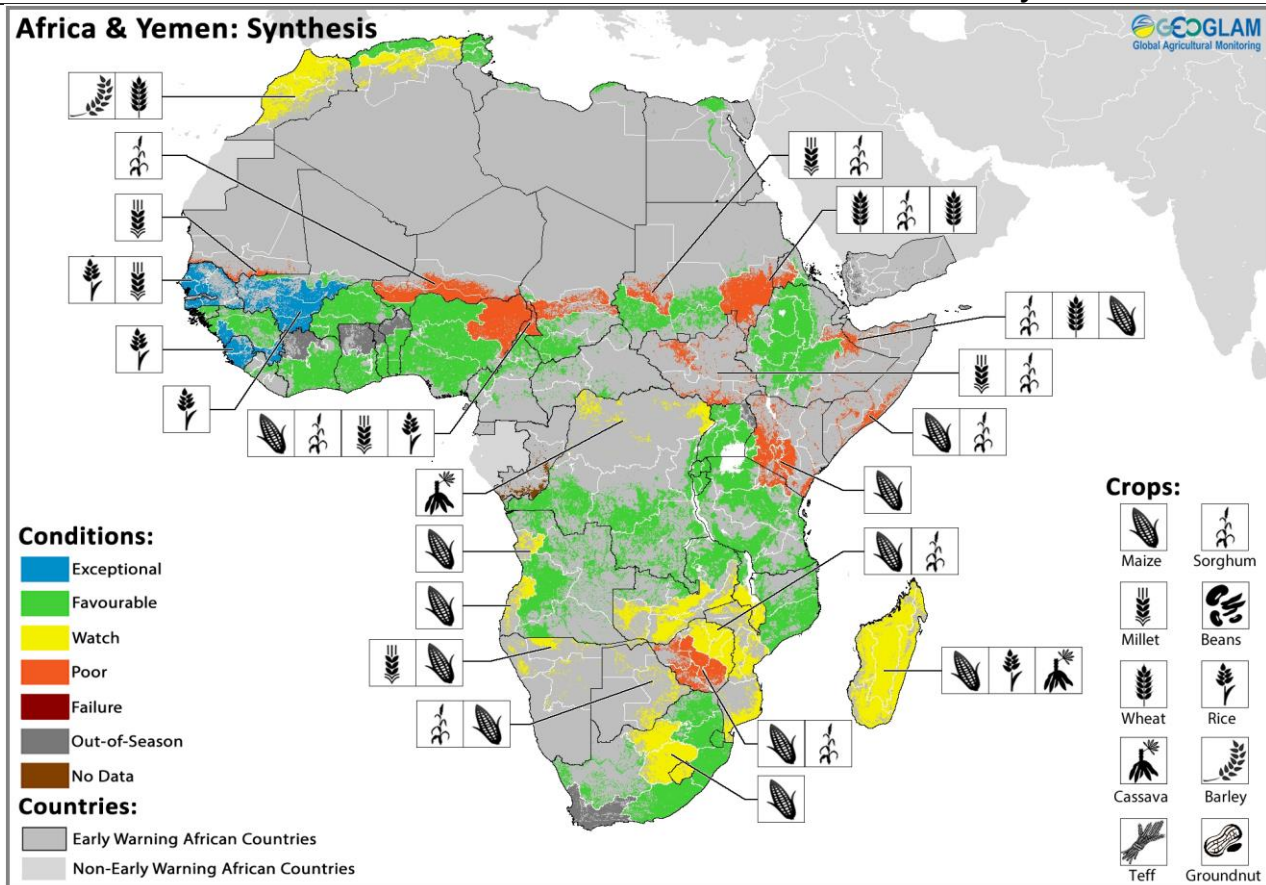 Africa & Yemen: Synthesis
GEOGLAM
Global Agricultural Monitoring
Conditions:
Exceptional
Favourable
Watch
Poor
Failure
Out-of-Season
No Data
Countries:
Early Warning African Countries
Non-Early Warning African Countries
Crops:
Maize
Sorghum
Millet
Beans
Wheat
Rice
Cassava
Barley
Teff
Groundnut